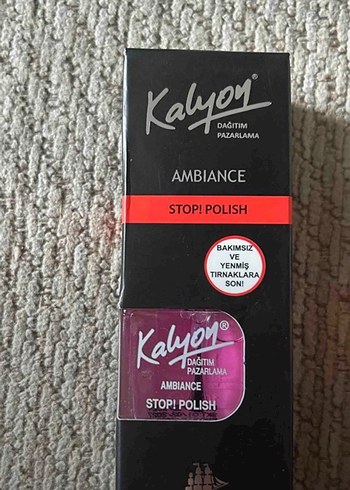 Kalyon®
DAĞITIM
PAZARLAMA
AMBIANCE
STOP! POLISH
BAKIMSIZ
VE
YENMİŞ
TIRNAKLARA
SON!
Kalyon®
DAĞITIM
PAZARLAMA
AMBIANCE
STOP! POLISH